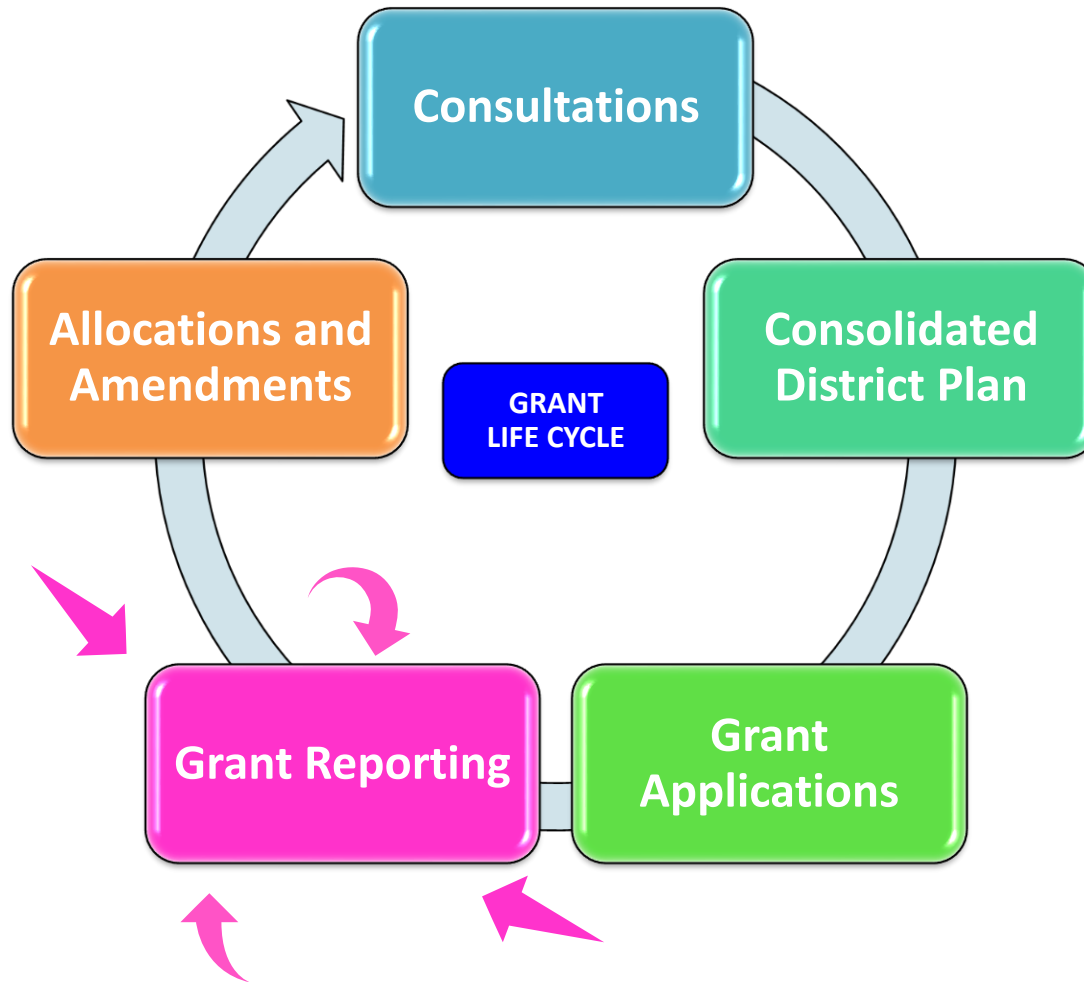 Consultations
Consolidated
District Plan
Grant
Applications
Grant Reporting
Allocations and
Amendments
GRANT
LIFE CYCLE